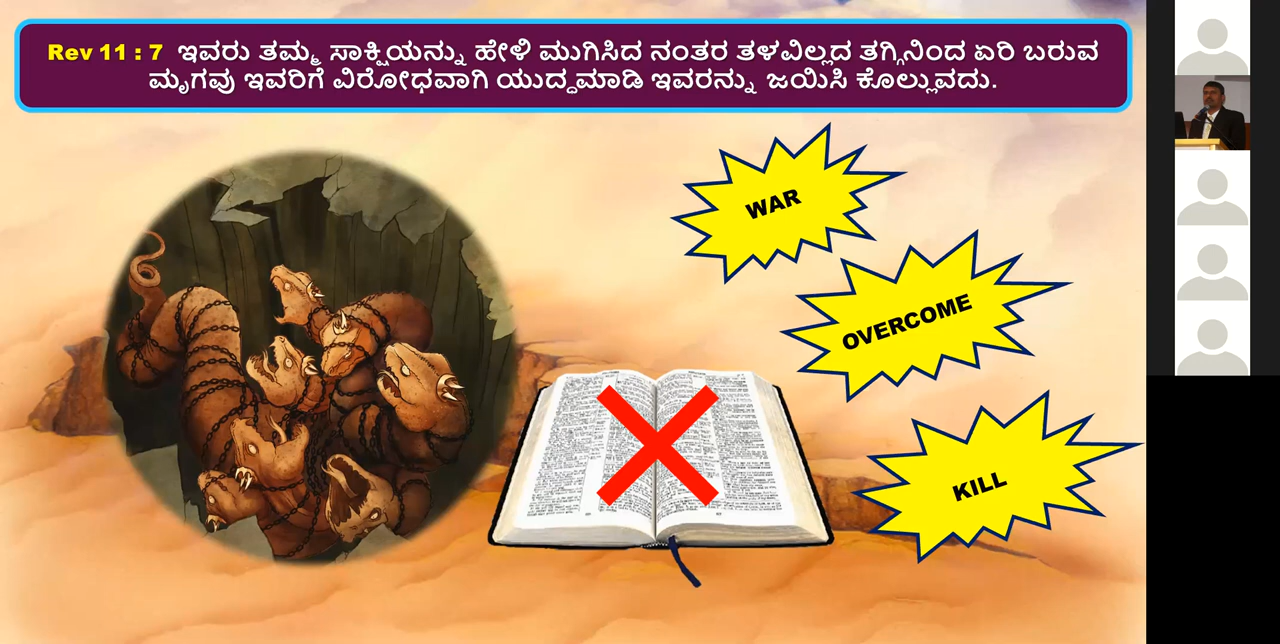 Rev 11 : 7 ಇವರು ತಮ್ಮ ಸಾಕ್ಷಿಯನ್ನು ಹೇಳಿ ಮುಗಿಸಿದ ನಂತರ ತಳವಿಲ್ಲದ ತಗ್ಗಿನಿಂದ ಏರಿ ಬರುವ
ಮೃಗವು ಇವರಿಗೆ ವಿರೋಧವಾಗಿ ಯುದ್ಧಮಾಡಿ ಇವರನ್ನು ಜಯಿಸಿ ಕೊಲ್ಲುವದು.
WAR
OVERCOME
KILL